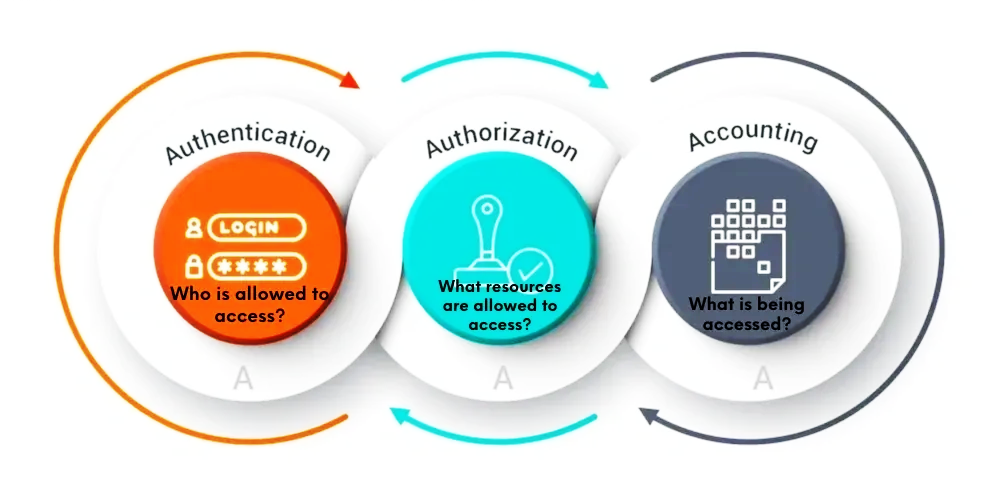 Authentication
LOGIN
****
Who is allowed to
access?
A
Authorization
What resources
are allowed to
access?
A
Accounting
What is being
accessed?
A